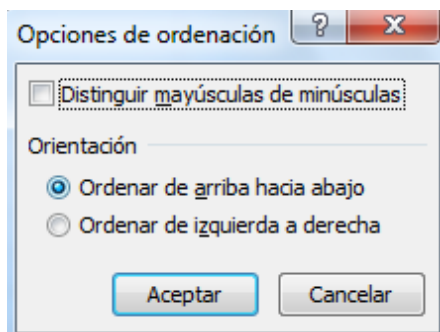 Opciones de ordenación
?
X
Distinguir mayúsculas de minúsculas
Orientación
Ordenar de arriba hacia abajo
Ordenar de izquierda a derecha
Aceptar Cancelar